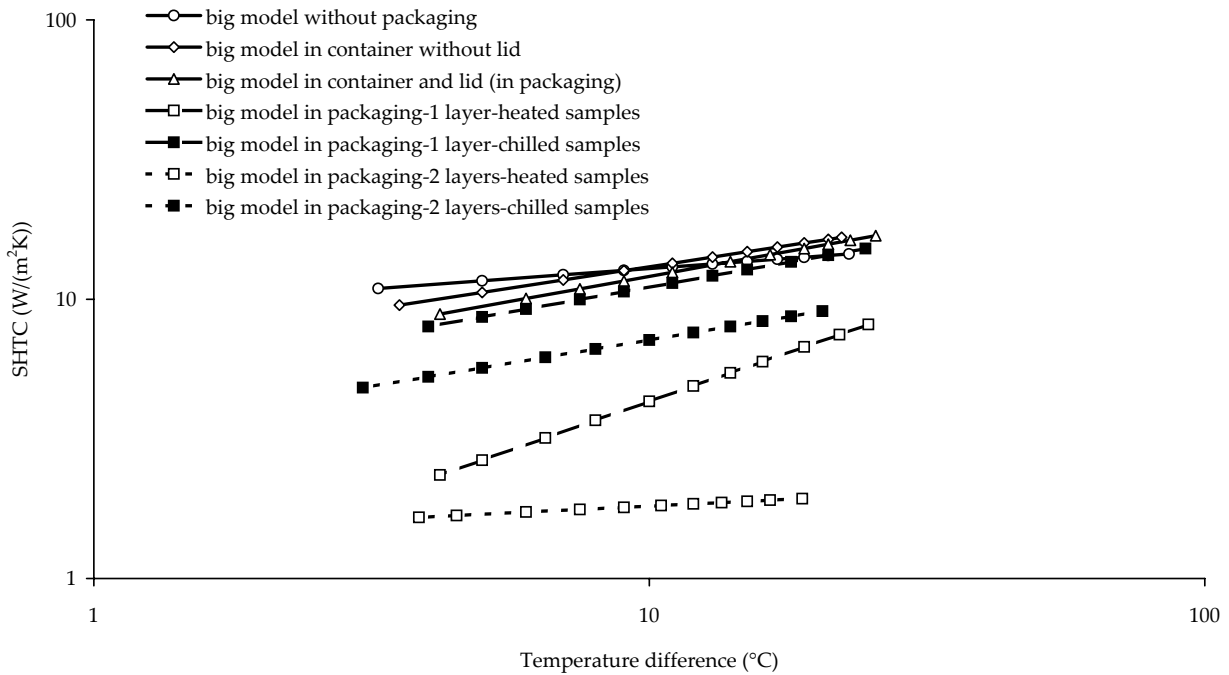 100
big model without packaging
big model in container without lid
big model in container and lid (in packaging)
big model in packaging-1 layer-heated samples
big model in packaging-1 layer-chilled samples
big model in packaging-2 layers-heated samples
big model in packaging-2 layers-chilled samples
SHTC (W/(m²K))
10
1
1
10
100
Temperature difference (°C)